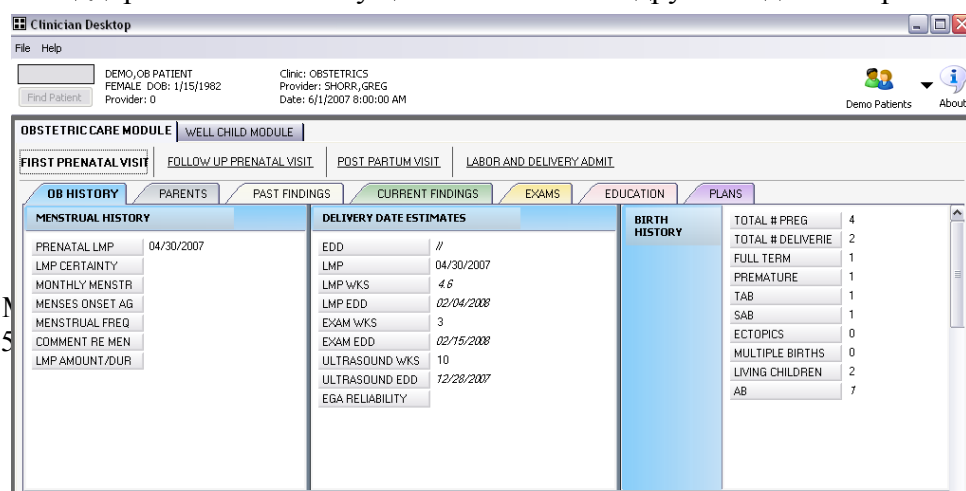 Clinician Desktop
File Help
DEMO,OB PATIENT
FEMALE DOB: 1/15/1982
Provider: 0
Clinic: OBSTETRICS
Provider: SHORR,GREG
Date: 6/1/2007 8:00:00 AM
Find Patient
Demo Patients
About
OBSTETRIC CARE MODULE WELL CHILD MODULE
FIRST PRENATAL VISIT FOLLOW UP PRENATAL VISIT POST PARTUM VISIT LABOR AND DELIVERY ADMIT
OB HISTORY PARENTS PAST FINDINGS CURRENT FINDINGS EXAMS EDUCATION PLANS
MENSTRUAL HISTORY
PRENATAL LMP 04/30/2007
LMP CERTAINTY
MONTHLY MENSTR
MENSES ONSET AG
MENSTRUAL FREQ
COMMENT RE MEN
LMP AMOUNT/DUR
DELIVERY DATE ESTIMATES
EDD //
LMP 04/30/2007
LMP WKS 4.6
LMP EDD 02/04/2008
EXAM WKS 3
EXAM EDD 02/15/2008
ULTRASOUND WKS 10
ULTRASOUND EDD 12/28/2007
EGA RELIABILITY
BIRTH
HISTORY
TOTAL # PREG 4
TOTAL # DELIVERIE 2
FULL TERM 1
PREMATURE 1
TAB 1
SAB 1
ECTOPICS 0
MULTIPLE BIRTHS 0
LIVING CHILDREN 2
AB 1
5